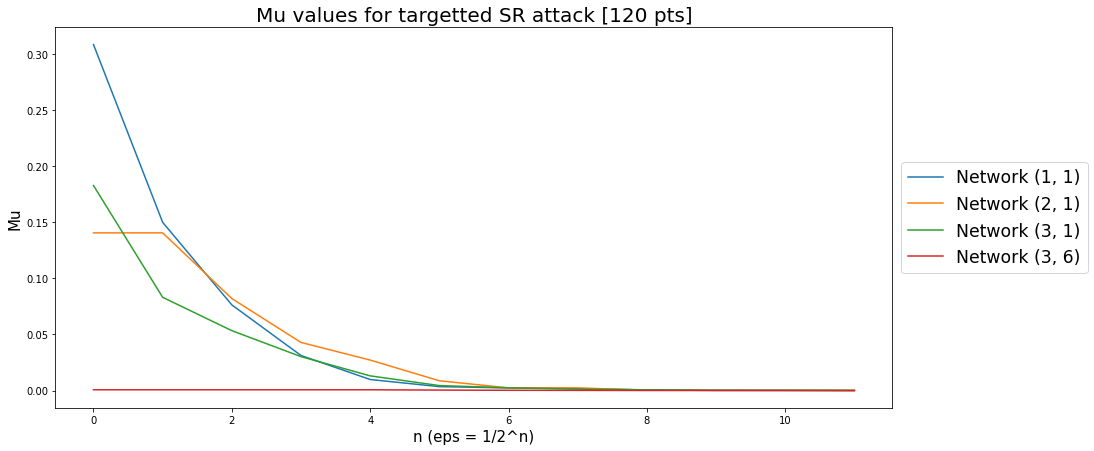 Mu values for targetted SR attack [120 pts]
0.30
0.25
0.20
0.15
0.10
0.05
0.00
Mu
0 2 4 6 8 10
n (eps = 1/2^n)
Network (1, 1)
Network (2, 1)
Network (3, 1)
Network (3, 6)